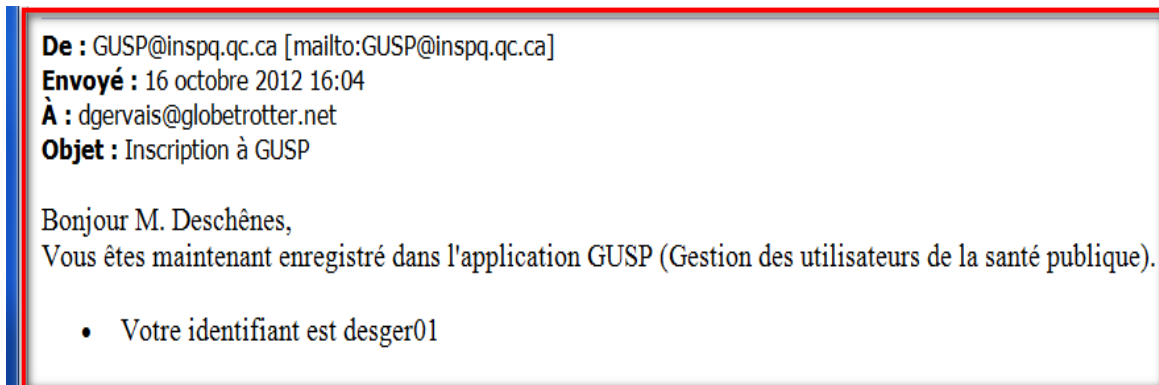 De : GUSP@inspq.qc.ca [mailto:GUSP@inspq.qc.ca]
Envoyé : 16 octobre 2012 16:04
À : dgervais@globetrotter.net
Objet : Inscription à GUSP
Bonjour M. Deschênes,
Vous êtes maintenant enregistré dans l'application GUSP (Gestion des utilisateurs de la santé publique).
• Votre identifiant est desger01